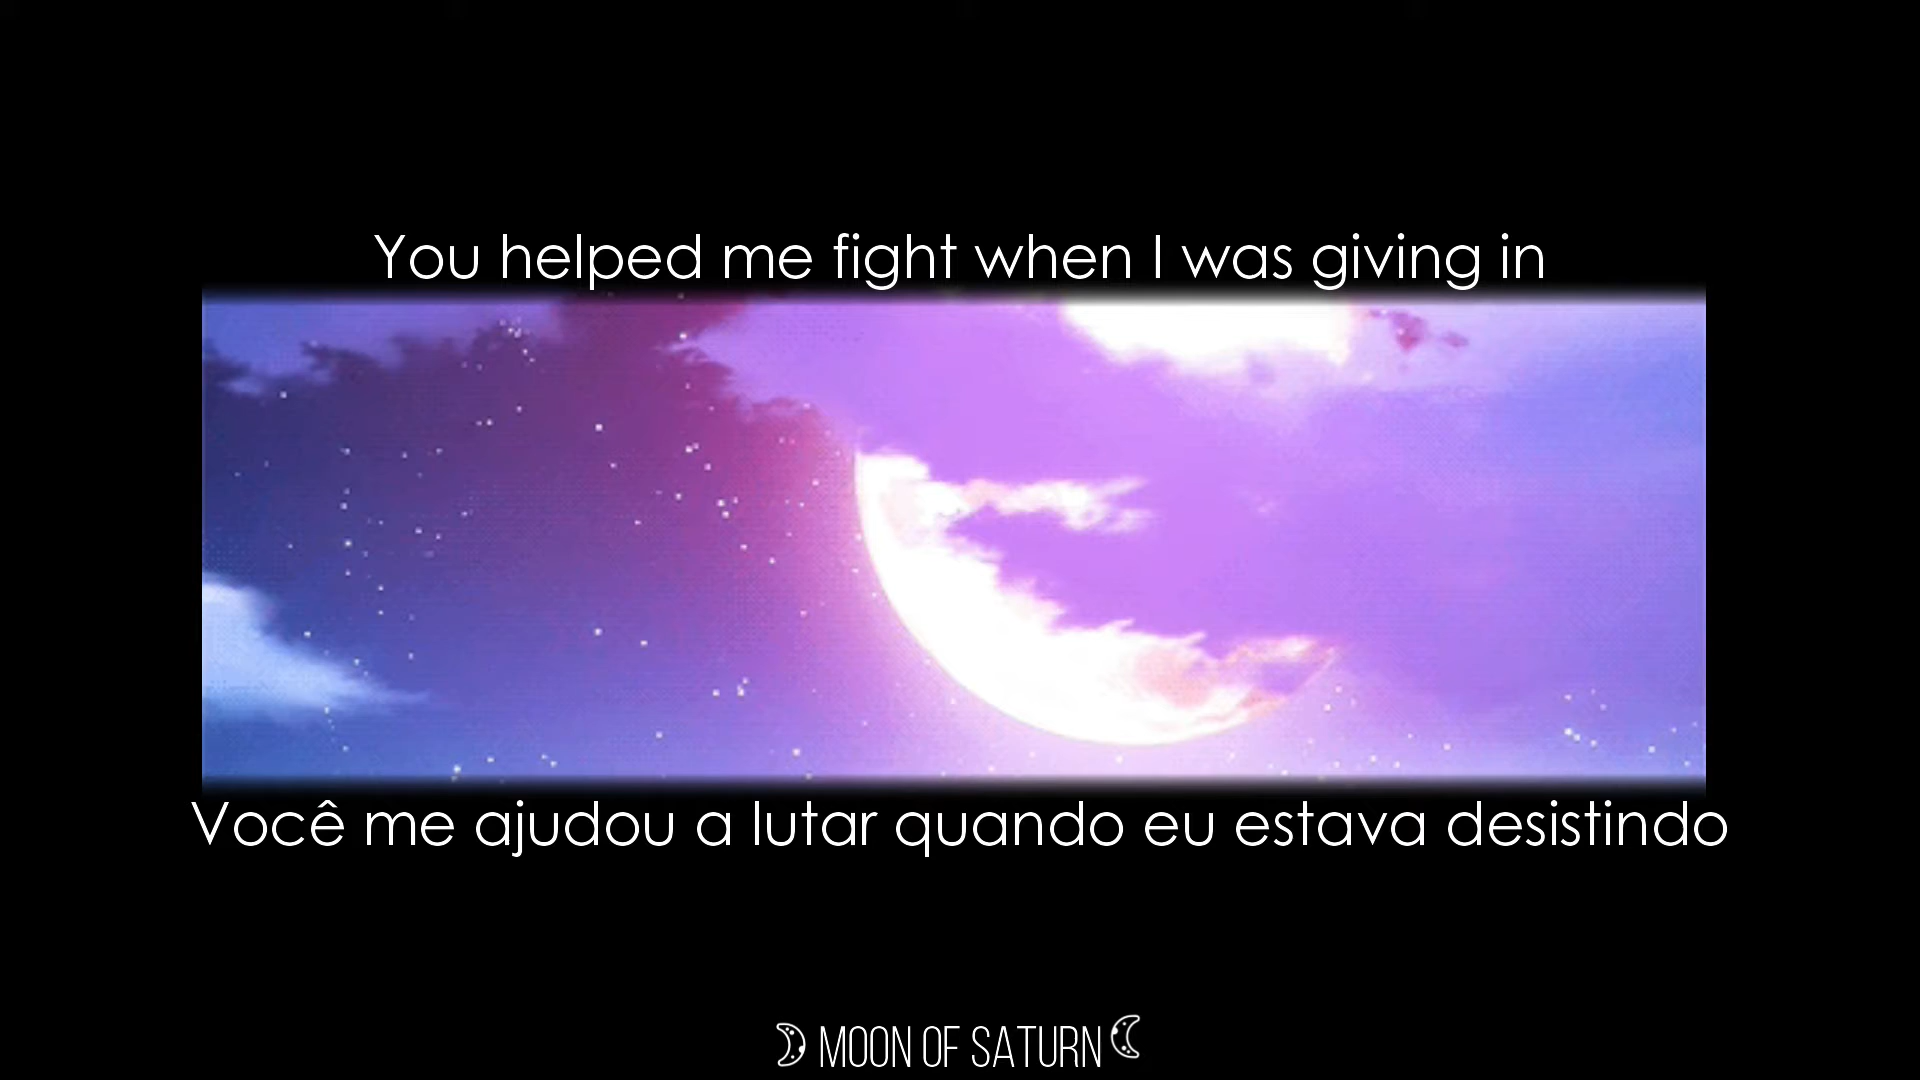 You helped me fight when I was giving in
Você me ajudou a lutar quando eu estava desistindo
MOON OF SATURN